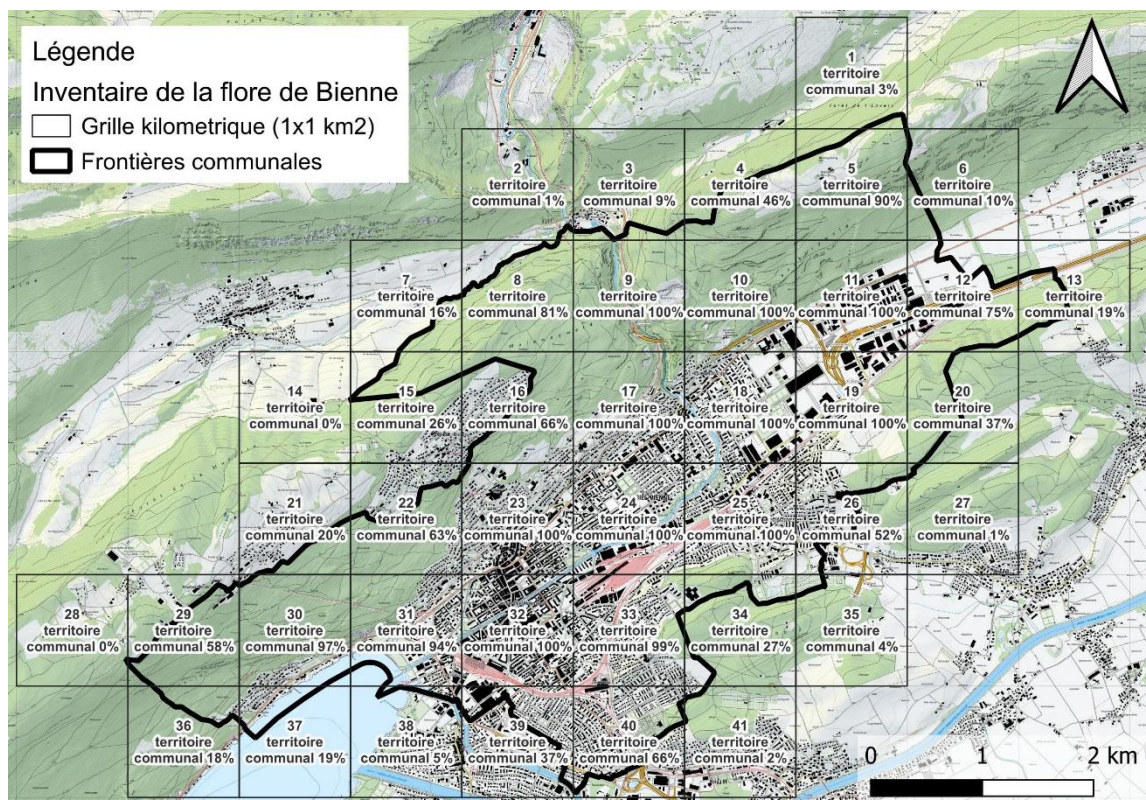 Légende
Inventaire de la flore de Bienne
Grille kilometrique (1x1 km2)
Frontières communales
1
territoire
communal 3%
2
territoire
communal 1%
3
territoire
communal 9%
4
territoire
communal 46%
5
territoire
communal 90%
6
territoire
communal 10%
7
territoire
communal 16%
8
territoire
communal 81%
9
territoire
communal 100%
10
territoire
communal 100%
11
territoire
communal 100%
12
territoire
communal 75%
13
territoire
communal 19%
14
territoire
communal 0%
15
territoire
communal 26%
16
territoire
communal 66%
17
territoire
communal 100%
18
territoire
communal 100%
19
territoire
communal 100%
20
territoire
communal 37%
21
territoire
communal 20%
22
territoire
communal 63%
23
territoire
communal 100%
24
territoire
communal 100%
25
territoire
communal 100%
26
territoire
communal 52%
27
territoire
communal 1%
28
territoire
communal 0%
29
territoire
communal 58%
30
territoire
communal 97%
31
territoire
communal 94%
32
territoire
communal 100%
33
territoire
communal 99%
34
territoire
communal 27%
35
territoire
communal 4%
36
territoire
communal 18%
37
territoire
communal 19%
38
territoire
communal 5%
39
territoire
communal 37%
40
territoire
communal 66%
41
territoire
communal 2%
0 1 2 km